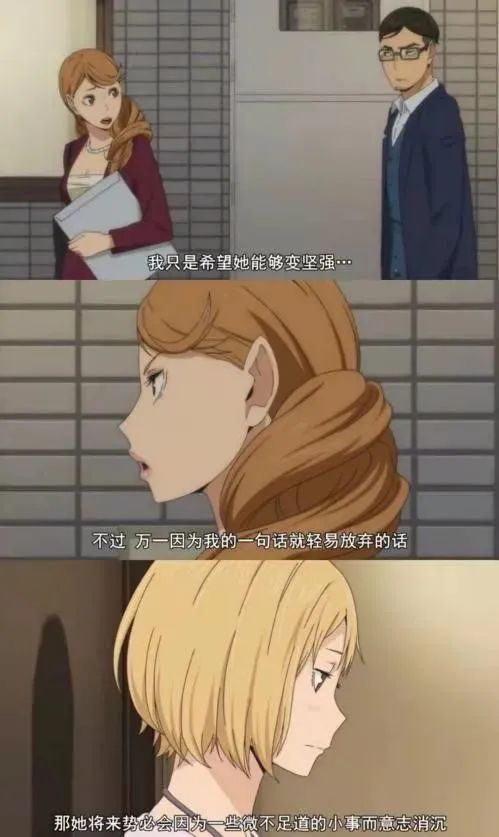 我只是希望她能够变坚强…
不过 万一因为我的一句话就轻易放弃的话
那她将来势必会因为一些微不足道的小事而意志消沉